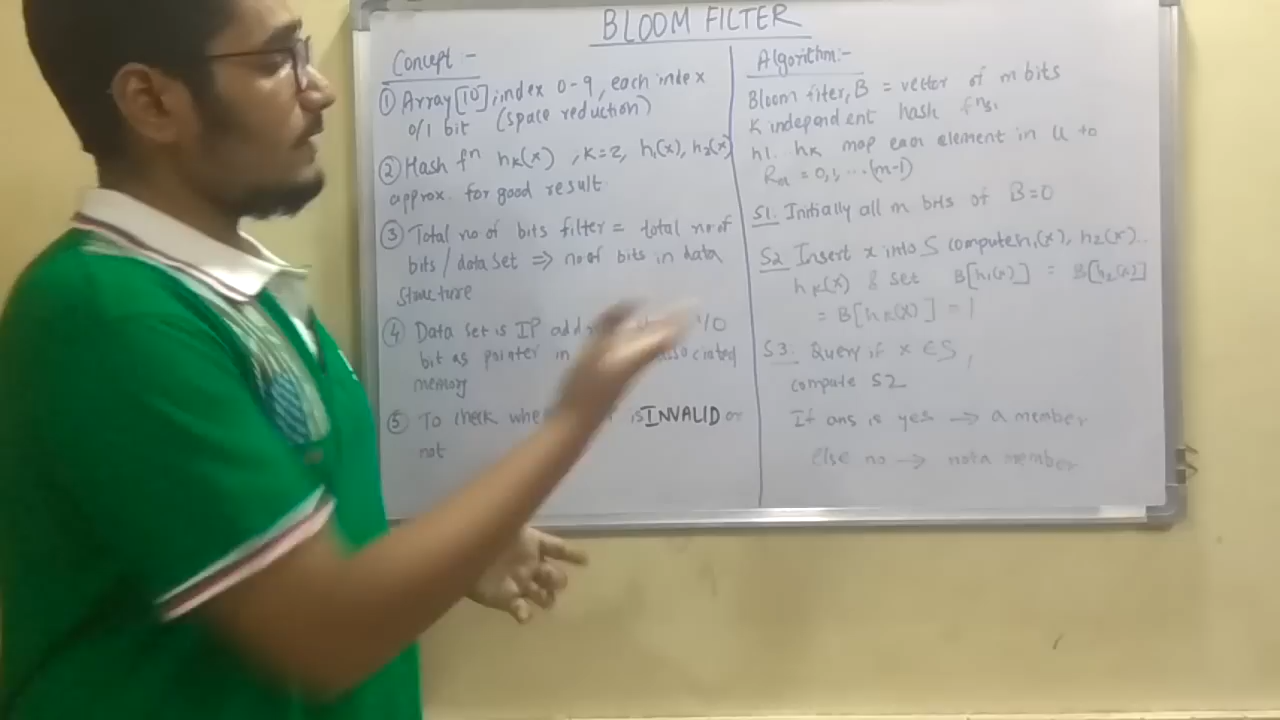 BLOOM FILTER
Concept :-
① Array[10], index 0-9, each index
0/1 bit (space reduction)
② Hash fⁿ hₖ(x) , k=2, h₁(x), h₂(x)
approx. for good result.
③ Total no of bits filter = total no of
bits / data set ⇒ no of bits in data
structure
④ Data set is IP 1/0
bit as pointer in associated
memory
⑤ To check is INVALID or
not
Algorithm:-
Bloom filter, B = vector of m bits
K independent hash fⁿs.
h1. hk map each element in U to
= 0,1, ...(m-1)
S1. Initially all m bits of B=0
S2 Insert x into S compute h₁(x), h₂(x)..
hₖ(x) & set B[h₁(x)] = B[h₂(x)]
= B[hₖ(x)] = 1
S3. Query if x ∈ S,
compute S2
If ans is yes → a member
else no → not a member